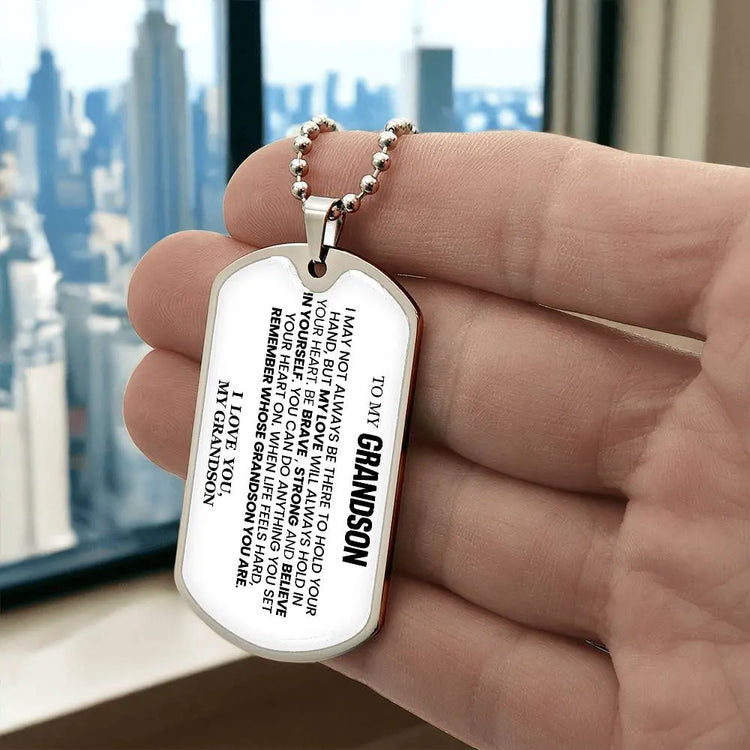 TO MY GRANDSON
I MAY NOT ALWAYS BE THERE TO HOLD YOUR
HAND, BUT MY LOVE WILL ALWAYS HOLD IN
YOUR HEART. BE BRAVE, STRONG AND BELIEVE
IN YOURSELF. YOU CAN DO ANYTHING YOU SET
YOUR HEART ON. WHEN LIFE FEELS HARD,
REMEMBER WHOSE GRANDSON YOU ARE.
I LOVE YOU,
MY GRANDSON